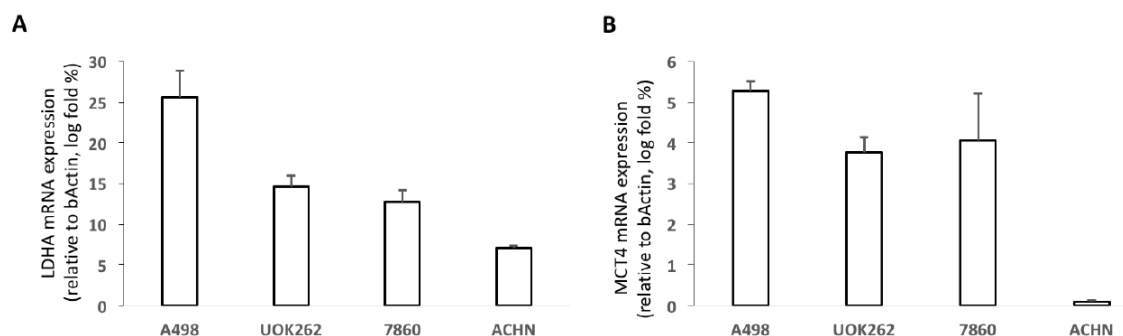 A
LDHA mRNA expression
(relative to bActin, log fold %)
30
25
20
15
10
5
0
A498 UOK262 7860 ACHN
B
MCT4 mRNA expression
(relative to bActin, log fold %)
6
5
4
3
2
1
0
A498 UOK262 7860 ACHN